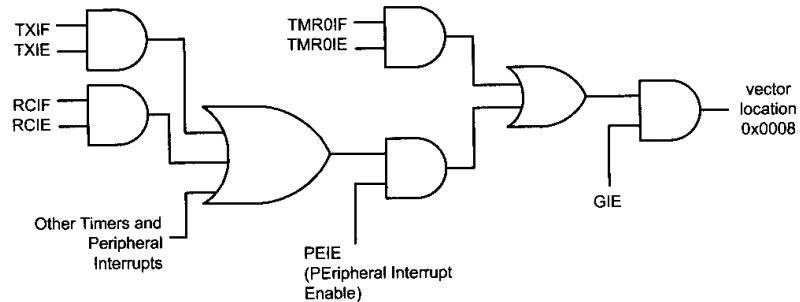 TXIF
TXIE
RCIF
RCIE
Other Timers and
Peripheral
Interrupts
TMR0IF
TMR0IE
PEIE
(PEripheral Interrupt
Enable)
GIE
vector
location
0x0008